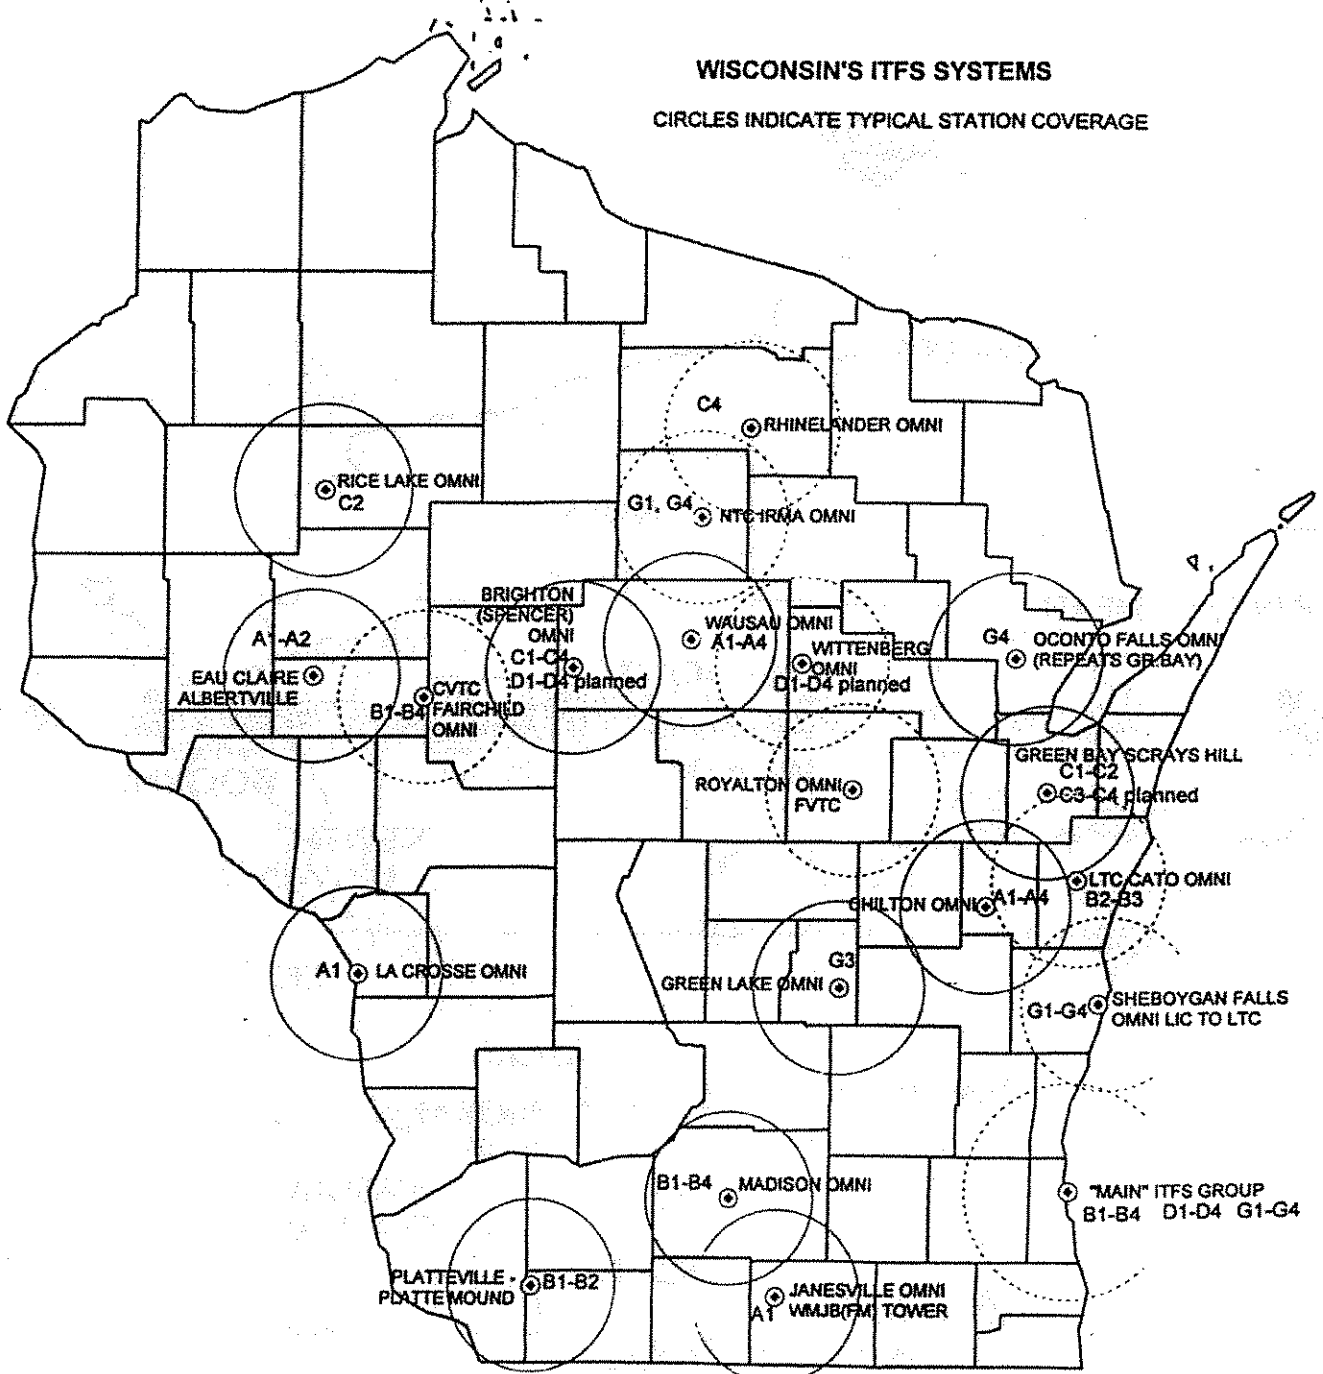 WISCONSIN'S ITFS SYSTEMS
CIRCLES INDICATE TYPICAL STATION COVERAGE
C4
RHINELANDER OMNI
RICE LAKE OMNI
C2
G1, G4
NTC IRMA OMNI
BRIGHTON
(SPENCER)
OMNI
C1-C4
D1-D4 planned
WAUSAU OMNI
A1-A4
WITTENBERG
OMNI
D1-D4 planned
G4
OCONTO FALLS OMNI
(REPEATS GR.BAY)
A1-A2
EAU CLAIRE
ALBERTVILLE
B1-B4
CVTC
FAIRCHILD
OMNI
GREEN BAY SCRAYS HILL
C1-C2
C3-C4 planned
ROYALTON OMNI
FVTC
LTC CATO OMNI
B2-B3
CHILTON OMNI
A1-A4
A1
LA CROSSE OMNI
G3
GREEN LAKE OMNI
G1-G4
SHEBOYGAN FALLS
OMNI LIC TO LTC
B1-B4
MADISON OMNI
"MAIN" ITFS GROUP
B1-B4 D1-D4 G1-G4
PLATTEVILLE -
PLATTE MOUND
B1-B2
A1
JANESVILLE OMNI
WMJB(FM) TOWER